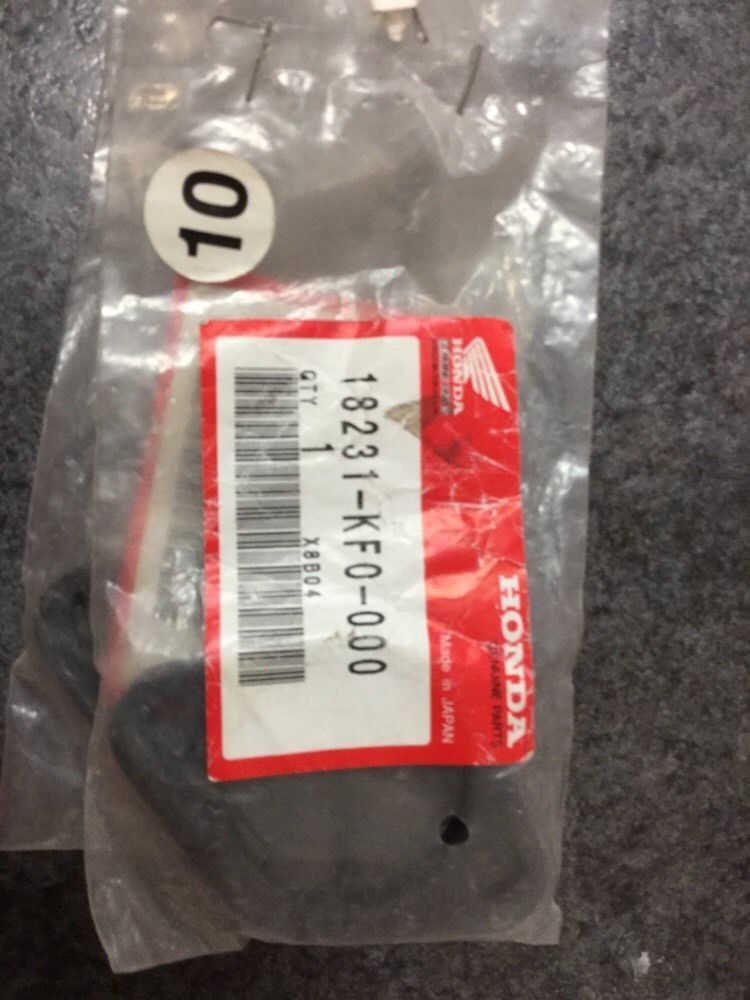 10
HONDA
HONDA
GENUINE PARTS
Made in JAPAN
18231-KF0-000
QTY 1 X8B04